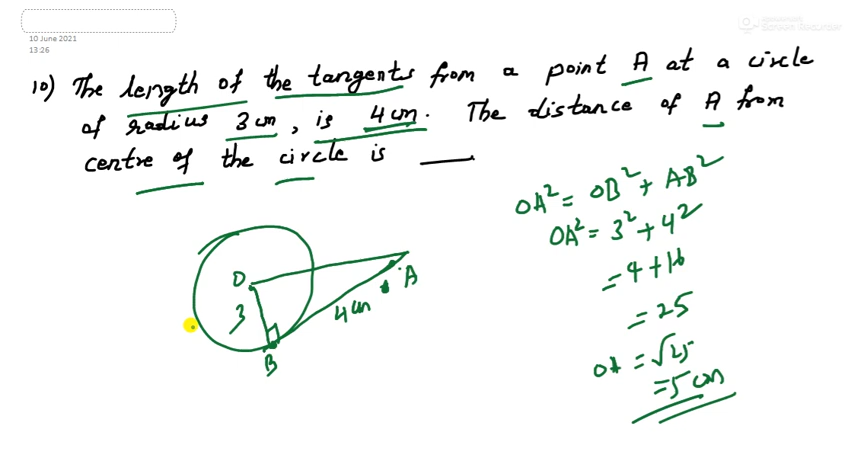 10 June 2021
13:26
10) The length of the tangents from a point A at a circle
of radius 3 cm, is 4 cm. The distance of A from
centre of the circle is ___
OA² = OB² + AB²
OA² = 3² + 4²
= 4 + 16
= 25
OA = √25
= 5 cm
O
A
3
4 cm
B